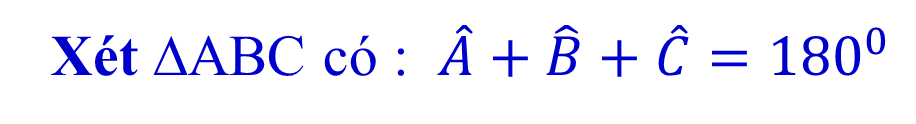 Xét ΔABC có : Â + B̂ + Ĉ = 180⁰